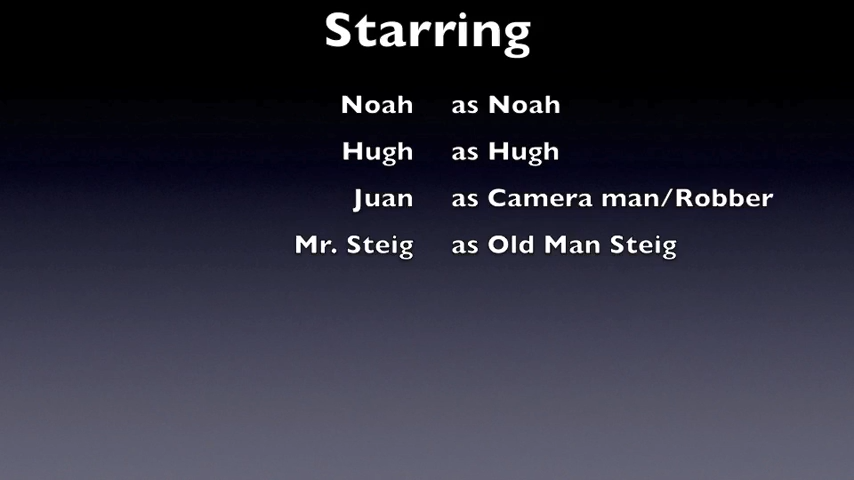 Starring
Noah as Noah
Hugh as Hugh
Juan as Camera man/Robber
Mr. Steig as Old Man Steig